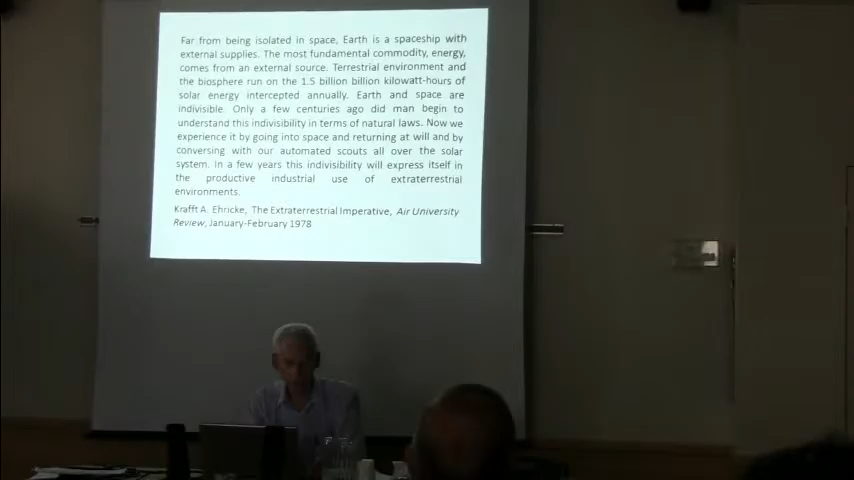 Far from being isolated in space, Earth is a spaceship with
external supplies. The most fundamental commodity, energy,
comes from an external source. Terrestrial environment and
the biosphere run on the 1.5 billion billion kilowatt-hours of
solar energy intercepted annually. Earth and space are
indivisible. Only a few centuries ago did man begin to
understand this indivisibility in terms of natural laws. Now we
experience it by going into space and returning at will and by
conversing with our automated scouts all over the solar
system. In a few years this indivisibility will express itself in
the productive industrial use of extraterrestrial
environments.
Krafft A. Ehricke, The Extraterrestrial Imperative, Air University
Review, January-February 1978